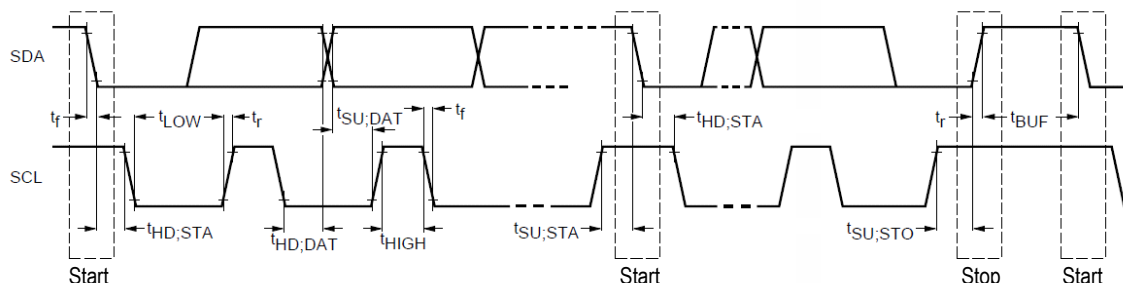 SDA
tf tLOW tr tSU;DAT tf tHD;STA tr tBUF
SCL
tHD;STA tHD;DAT tHIGH tSU;STA tSU;STO
Start Start Stop Start